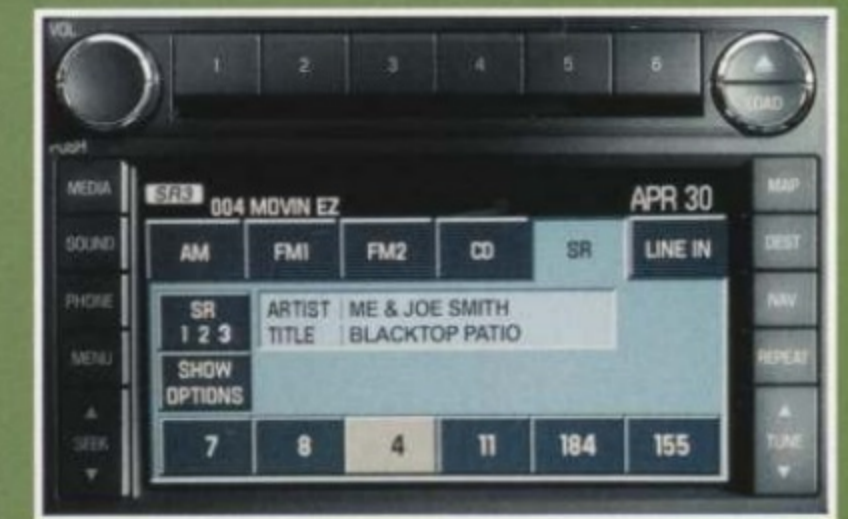 VOL
1 2 3 4 5 6
LOAD
PUSH
MEDIA
SOUND
PHONE
MENU
SEEK
SR3 004 MOVIN EZ APR 30
AM FM1 FM2 CD SR LINE IN
SR
1 2 3
ARTIST ME & JOE SMITH
TITLE BLACKTOP PATIO
SHOW
OPTIONS
7 8 4 11 184 155
MAP
DEST
NAV
REPEAT
TUNE